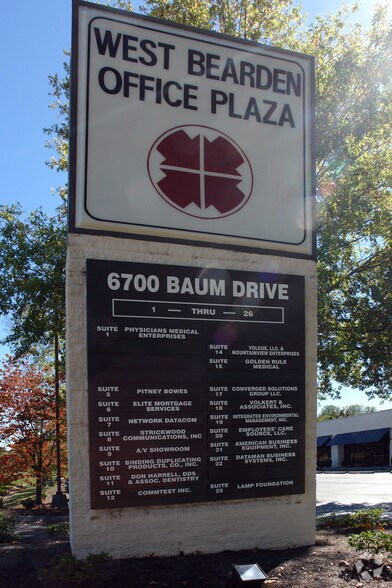 WEST BEARDEN
OFFICE PLAZA
6700 BAUM DRIVE
1 — THRU — 26
SUITE 1 PHYSICIANS MEDICAL ENTERPRISES
SUITE 5 PITNEY BOWES
SUITE 6 ELITE MORTGAGE SERVICES
SUITE 7 NETWORK DATACOM
SUITE 8 STRICKLAND COMMUNICATIONS, INC
SUITE 9 A/V SHOWROOM
SUITE 10 BINDING DUPLICATING PRODUCTS, CO., INC.
SUITE 11 DON HARRELL, DDS & ASSOC. DENTISTRY
SUITE 12 COMMTEST INC.
SUITE 14 VOLCUE, LLC. & MOUNTAINVIEW ENTERPRISES
SUITE 15 GOLDEN RULE MEDICAL
SUITE 17 CONVERGED SOLUTIONS GROUP LLC.
SUITE 18 VOLKERT & ASSOCIATES, INC.
SUITE 19 INTEGRATED ENVIRONMENTAL MANAGEMENT, INC.
SUITE 20 EMPLOYERS' CARE SOURCE, LLC.
SUITE 21 AMERICAN BUSINESS EQUIPMENT, INC.
SUITE 22 DATAMAN BUSINESS SYSTEMS, INC.
SUITE 25 LAMP FOUNDATION